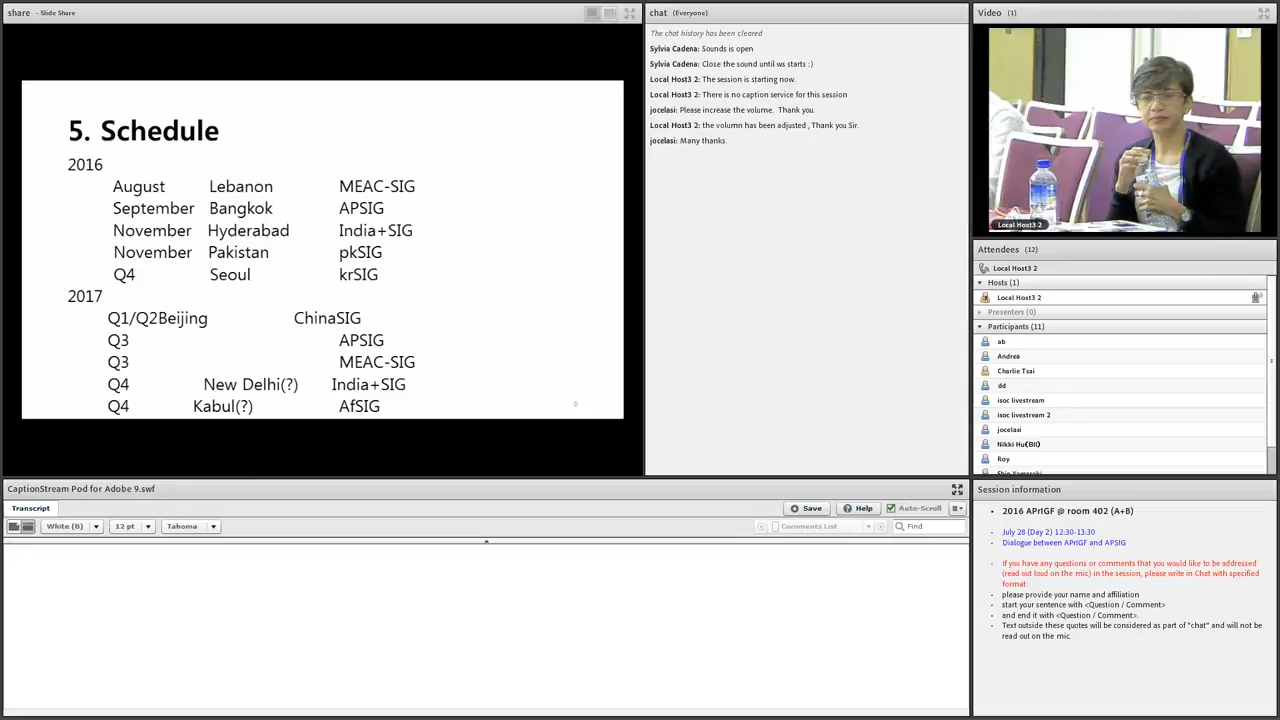 share - Slide Share
5. Schedule
2016
August Lebanon MEAC-SIG
September Bangkok APSIG
November Hyderabad India+SIG
November Pakistan pkSIG
Q4 Seoul krSIG
2017
Q1/Q2Beijing ChinaSIG
Q3 APSIG
Q3 MEAC-SIG
Q4 New Delhi(?) India+SIG
Q4 Kabul(?) AfSIG
6
chat (Everyone)
The chat history has been cleared
Sylvia Cadena: Sounds is open
Sylvia Cadena: Close the sound until ws starts :)
Local Host3 2: The session is starting now.
Local Host3 2: There is no caption service for this session
jocelasi: Please increase the volume. Thank you.
Local Host3 2: the volumn has been adjusted , Thank you Sir.
jocelasi: Many thanks.
Video (1)
Local Host3 2
Attendees (12)
Local Host3 2
Hosts (1)
Local Host3 2
Presenters (0)
Participants (11)
ab
Andrea
Charlie Tsai
dd
isoc livestream
isoc livestream 2
jocelasi
Nikki Hu(BII)
Roy
Shin Yamasaki
CaptionStream Pod for Adobe 9.swf
Transcript
Save
Help
Auto-Scroll
White (B)
12 pt
Tahoma
Comments List
Find
Session information
2016 APrIGF @ room 402 (A+B)
July 28 (Day 2) 12:30-13:30
Dialogue between APrIGF and APSIG
If you have any questions or comments that you would like to be addressed
(read out loud on the mic) in the session, please write in Chat with specified
format:
please provide your name and affiliation
start your sentence with <Question / Comment>
and end it with <Question / Comment>.
Text outside these quotes will be considered as part of "chat" and will not be
read out on the mic.